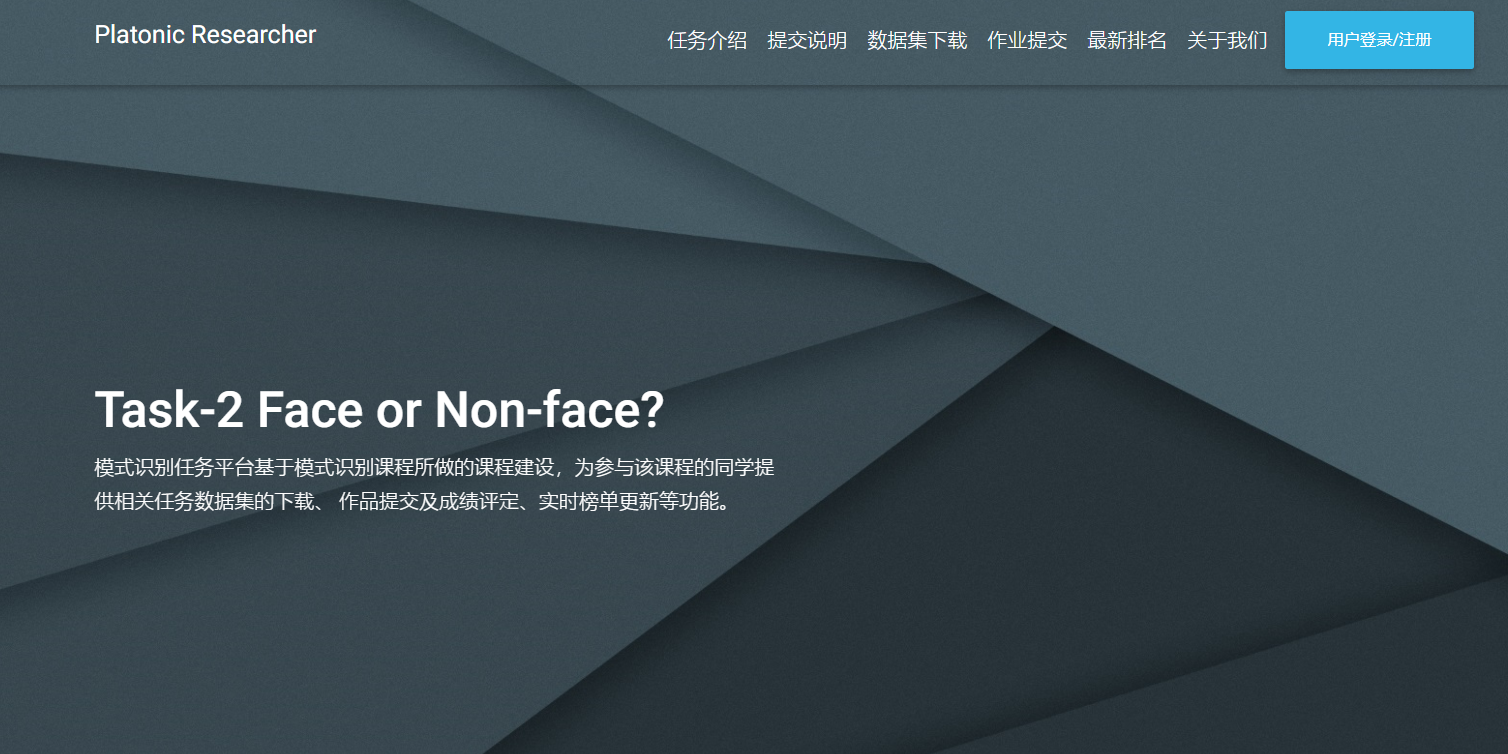 Platonic Researcher
任务介绍 提交说明 数据集下载 作业提交 最新排名 关于我们 用户登录/注册
Task-2 Face or Non-face?
模式识别任务平台基于模式识别课程所做的课程建设，为参与该课程的同学提
供相关任务数据集的下载、 作品提交及成绩评定、实时榜单更新等功能。